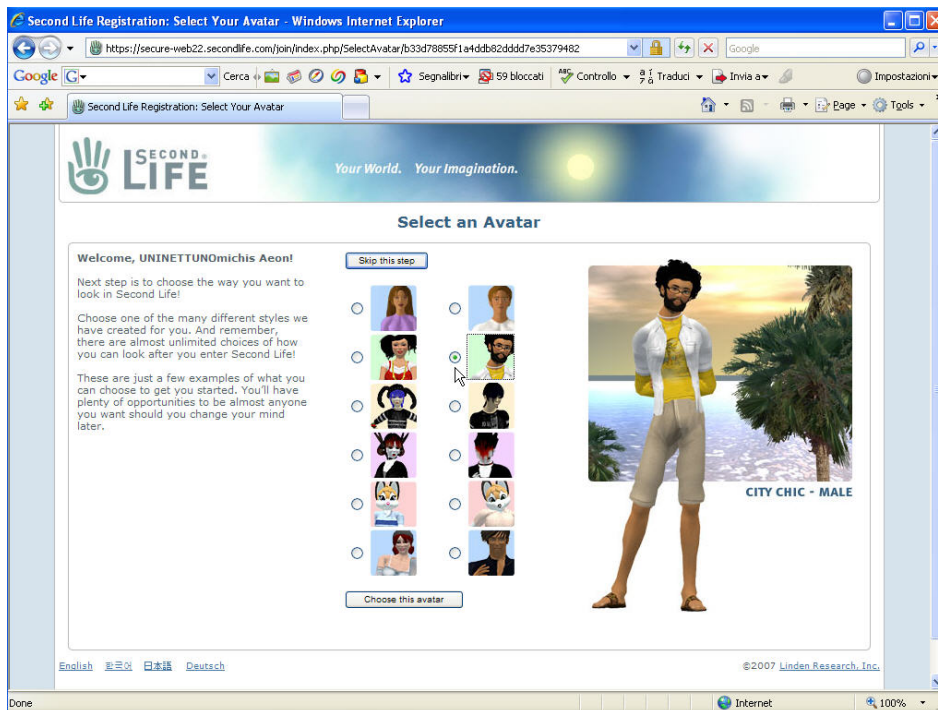 Second Life Registration: Select Your Avatar - Windows Internet Explorer
https://secure-web22.secondlife.com/join/index.php/SelectAvatar/b33d78855f1a4ddb82dddd7e35379482
Google
Google G Cerca Segnalibri 59 bloccati ABC Controllo Traduci Invia a Impostazioni
Second Life Registration: Select Your Avatar Page Tools
SECOND® LIFE
Your World. Your Imagination.
Select an Avatar
Welcome, UNINETTUNOmichis Aeon!
Next step is to choose the way you want to
look in Second Life!
Choose one of the many different styles we
have created for you. And remember,
there are almost unlimited choices of how
you can look after you enter Second Life!
These are just a few examples of what you
can choose to get you started. You'll have
plenty of opportunities to be almost anyone
you want should you change your mind
later.
Skip this step
CITY CHIC - MALE
Choose this avatar
English 한국어 日本語 Deutsch
©2007 Linden Research, Inc.
Done Internet 100%